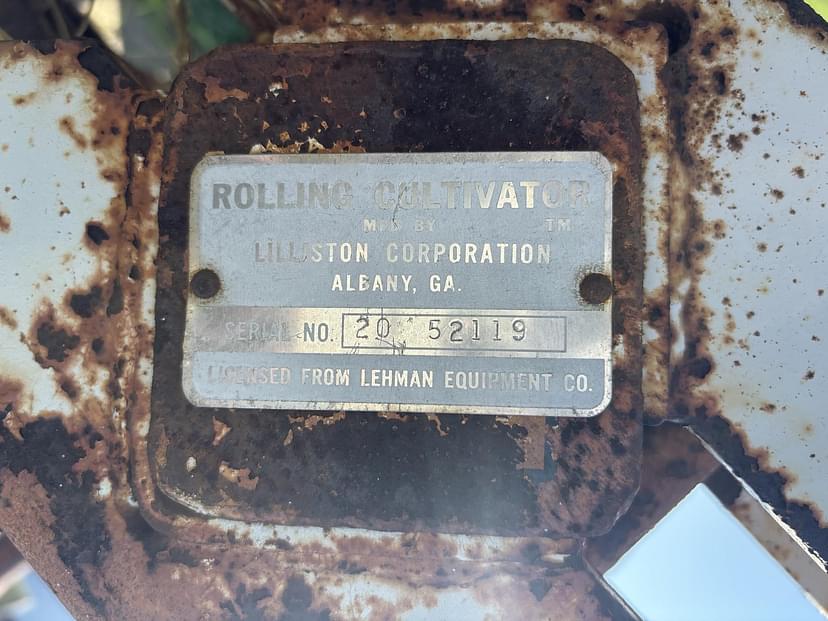 ROLLING CULTIVATOR
MFD BY TM
LILLISTON CORPORATION
ALBANY, GA.
SERIAL NO. 20 52119
LICENSED FROM LEHMAN EQUIPMENT CO.